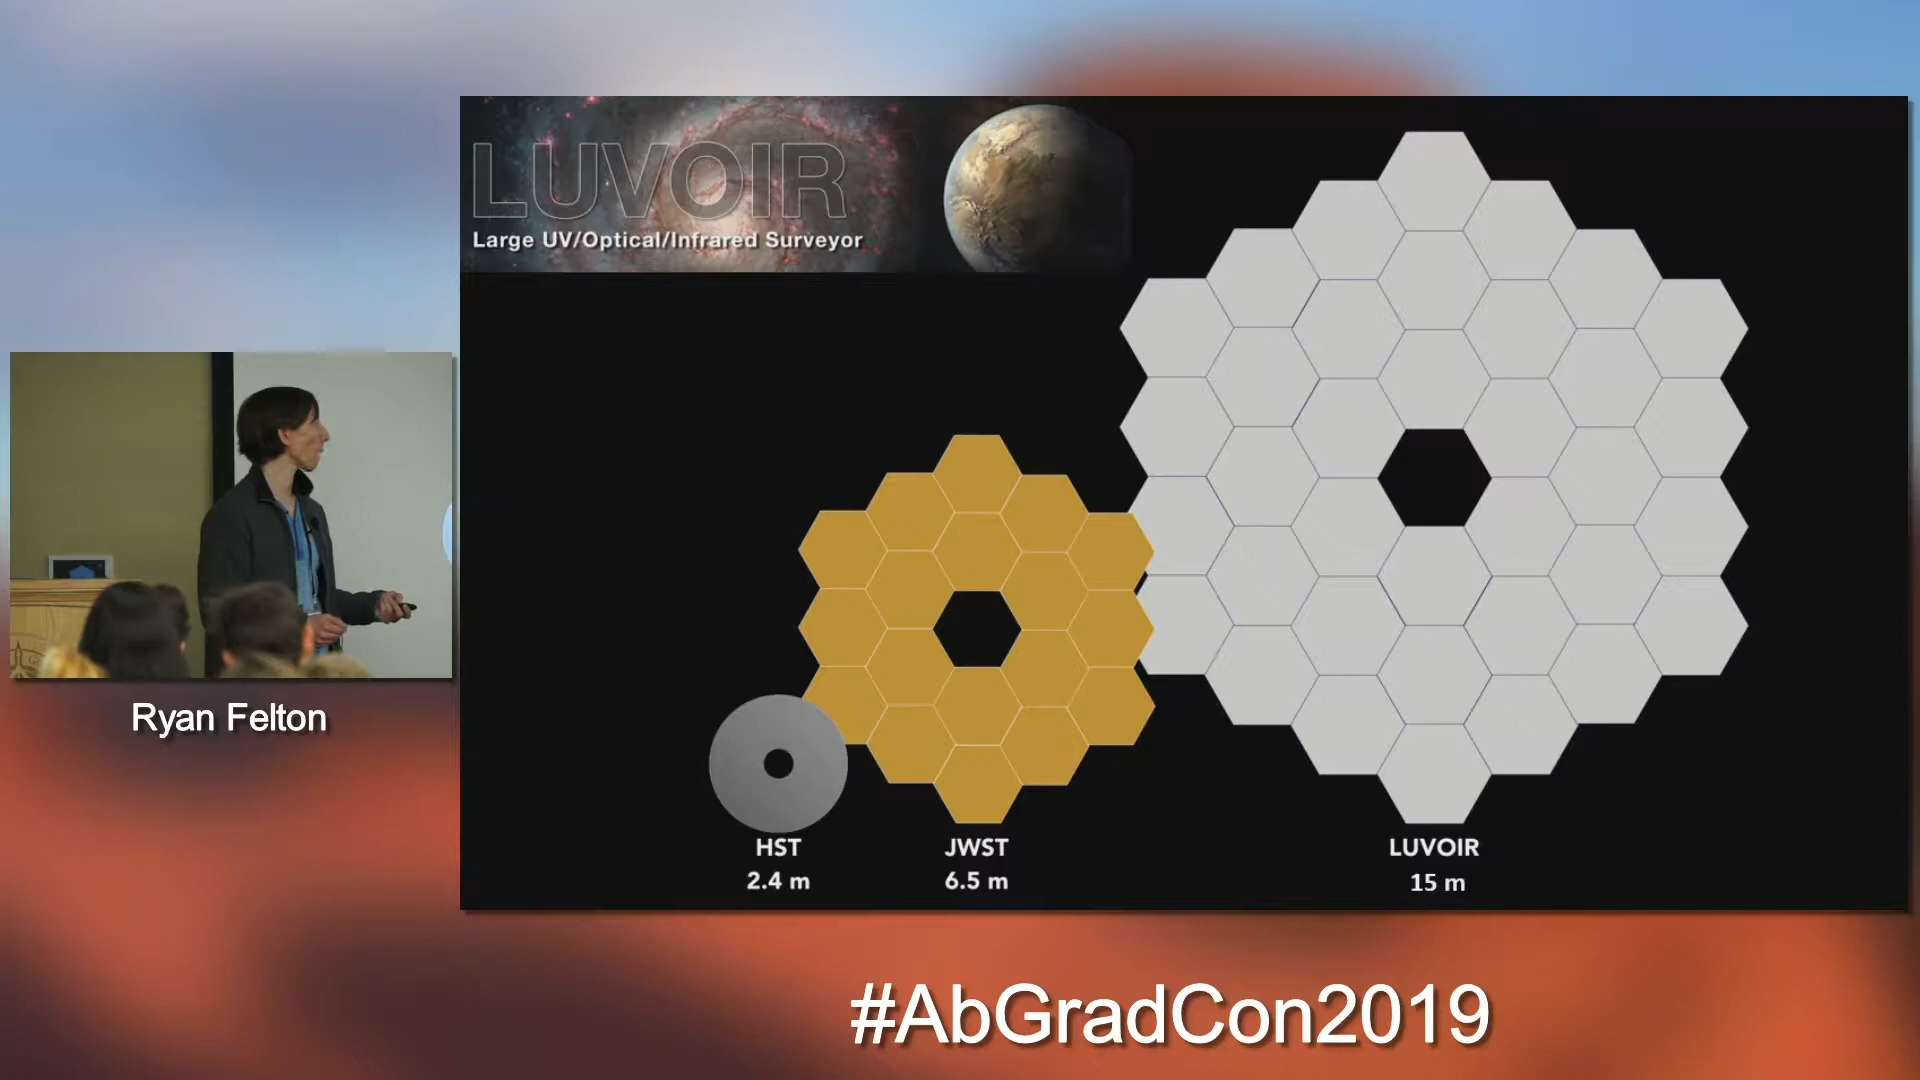 LUVOIR
Large UV/Optical/Infrared Surveyor
Ryan Felton
HST
2.4 m
JWST
6.5 m
LUVOIR
15 m
#AbGradCon2019